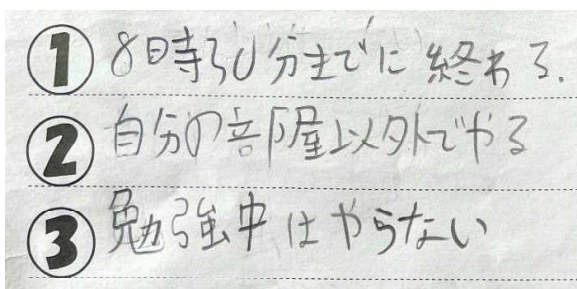 ① 8時30分までに終わる.
② 自分の部屋以外でやる
③ 勉強中はやらない